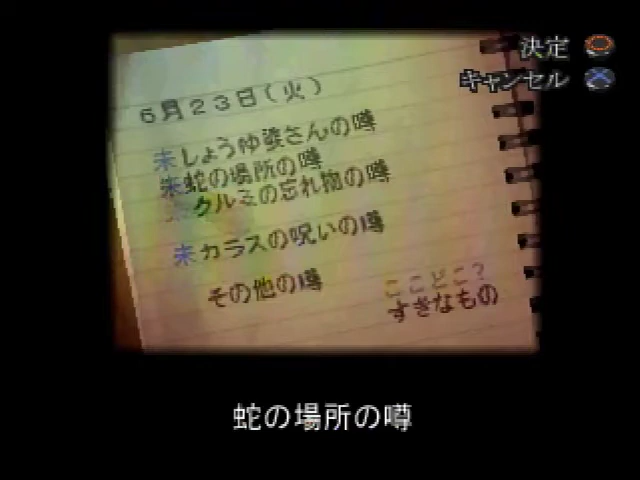 決定
キャンセル
6月23日(火)
未しょうゆ婆さんの噂
未蛇の場所の噂
クルミの忘れ物の噂
未カラスの呪いの噂
その他の噂
ここどこ?
すきなもの
蛇の場所の噂